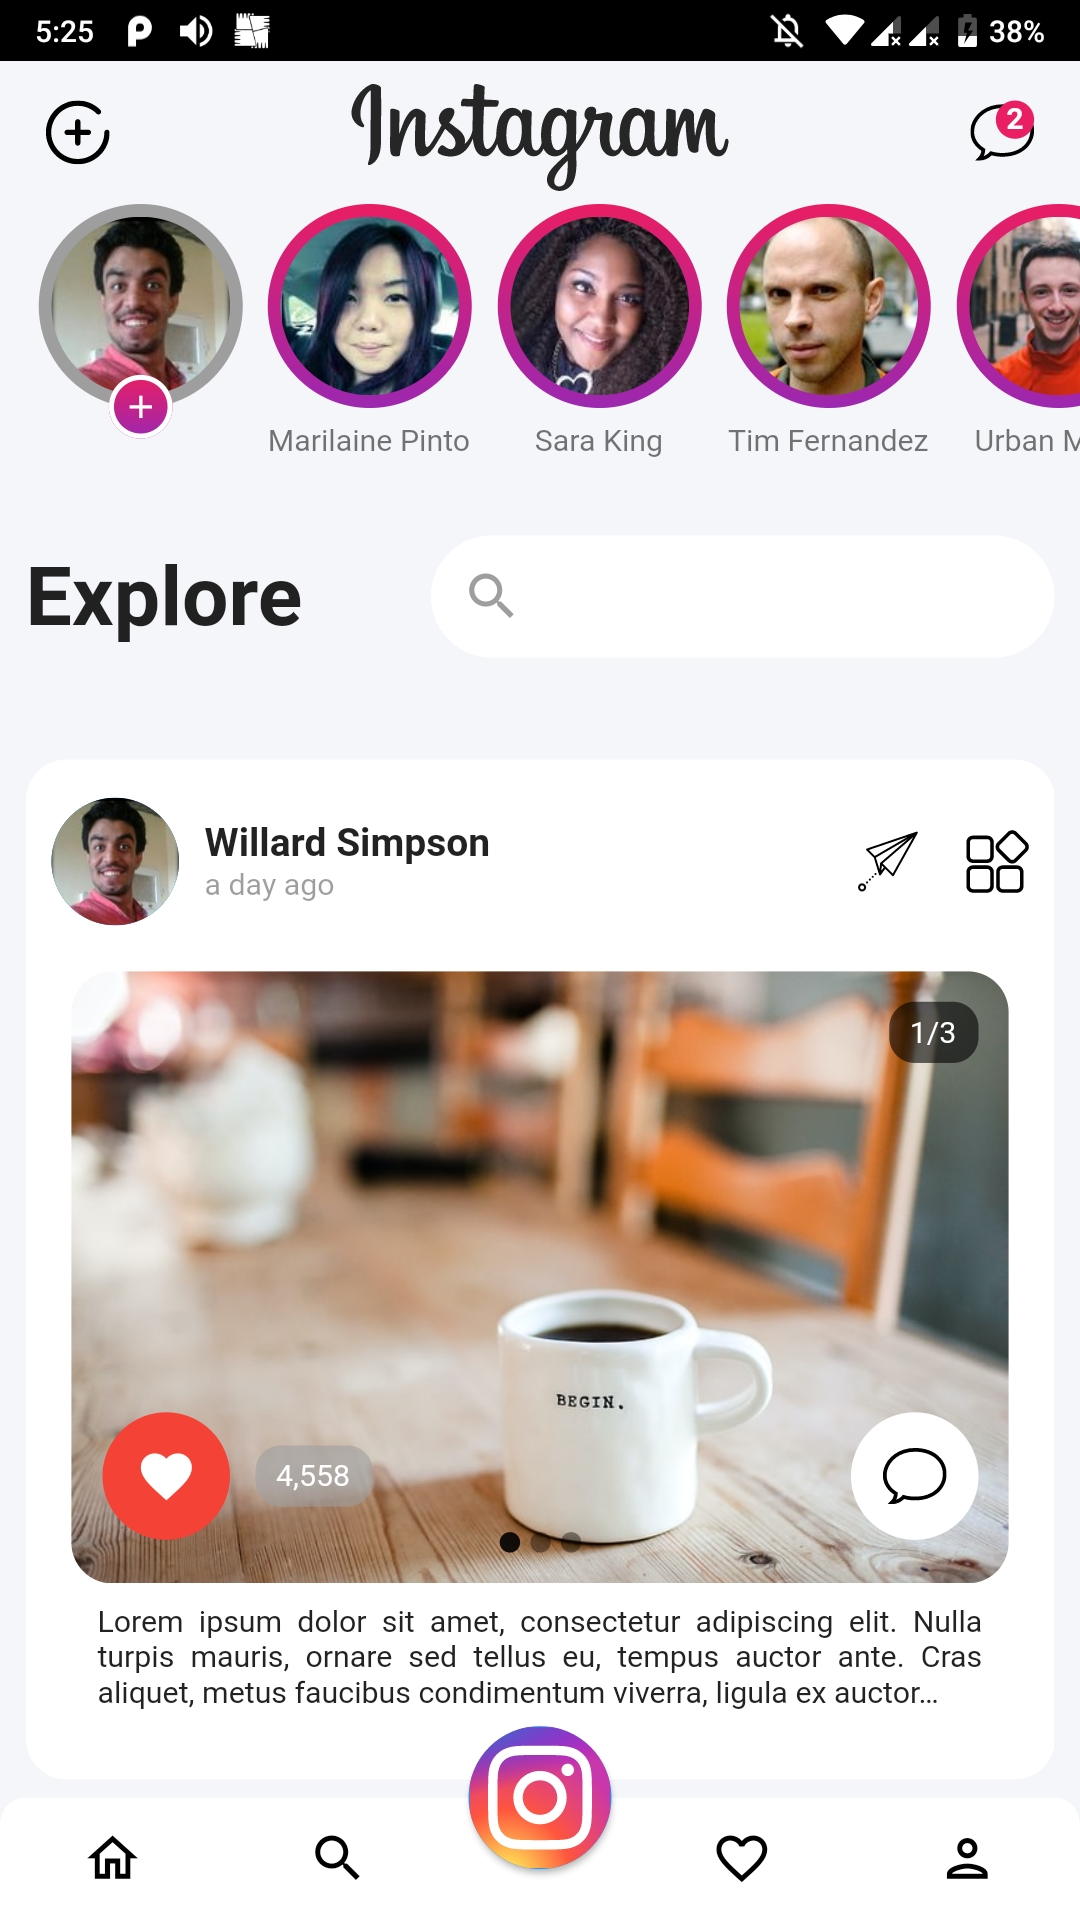 5:25
38%
Instagram
2
Marilaine Pinto
Sara King
Tim Fernandez
Urban M
Explore
Willard Simpson
a day ago
1/3
BEGIN.
4,558
Lorem ipsum dolor sit amet, consectetur adipiscing elit. Nulla
turpis mauris, ornare sed tellus eu, tempus auctor ante. Cras
aliquet, metus faucibus condimentum viverra, ligula ex auctor...